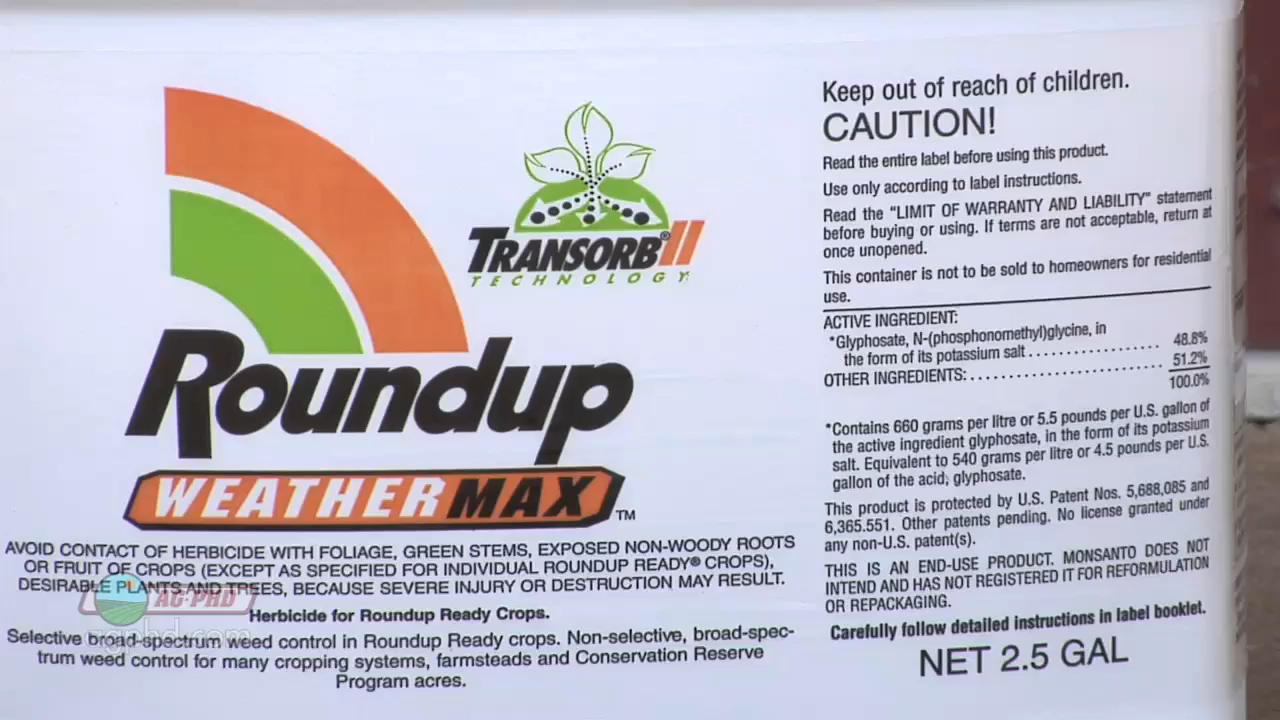 TRANSORB® II
TECHNOLOGY
Roundup
WEATHERMAX™
AVOID CONTACT OF HERBICIDE WITH FOLIAGE, GREEN STEMS, EXPOSED NON-WOODY ROOTS
OR FRUIT OF CROPS (EXCEPT AS SPECIFIED FOR INDIVIDUAL ROUNDUP READY® CROPS),
DESIRABLE PLANTS AND TREES, BECAUSE SEVERE INJURY OR DESTRUCTION MAY RESULT.
Herbicide for Roundup Ready Crops.
Selective broad-spectrum weed control in Roundup Ready crops. Non-selective, broad-spec-
trum weed control for many cropping systems, farmsteads and Conservation Reserve
Program acres.
AG PHD
agphd.com
Keep out of reach of children.
CAUTION!
Read the entire label before using this product.
Use only according to label instructions.
Read the "LIMIT OF WARRANTY AND LIABILITY" statement
before buying or using. If terms are not acceptable, return at
once unopened.
This container is not to be sold to homeowners for residential
use.
ACTIVE INGREDIENT:
*Glyphosate, N-(phosphonomethyl)glycine, in
the form of its potassium salt . . . . . . . . . . . . . . . . . . . 48.8%
OTHER INGREDIENTS: . . . . . . . . . . . . . . . . . . . . . . . . . . 51.2%
100.0%
*Contains 660 grams per litre or 5.5 pounds per U.S. gallon of
the active ingredient glyphosate, in the form of its potassium
salt. Equivalent to 540 grams per litre or 4.5 pounds per U.S.
gallon of the acid, glyphosate.
This product is protected by U.S. Patent Nos. 5,688,085 and
6,365.551. Other patents pending. No license granted under
any non-U.S. patent(s).
THIS IS AN END-USE PRODUCT. MONSANTO DOES NOT
INTEND AND HAS NOT REGISTERED IT FOR REFORMULATION
OR REPACKAGING.
Carefully follow detailed instructions in label booklet.
NET 2.5 GAL